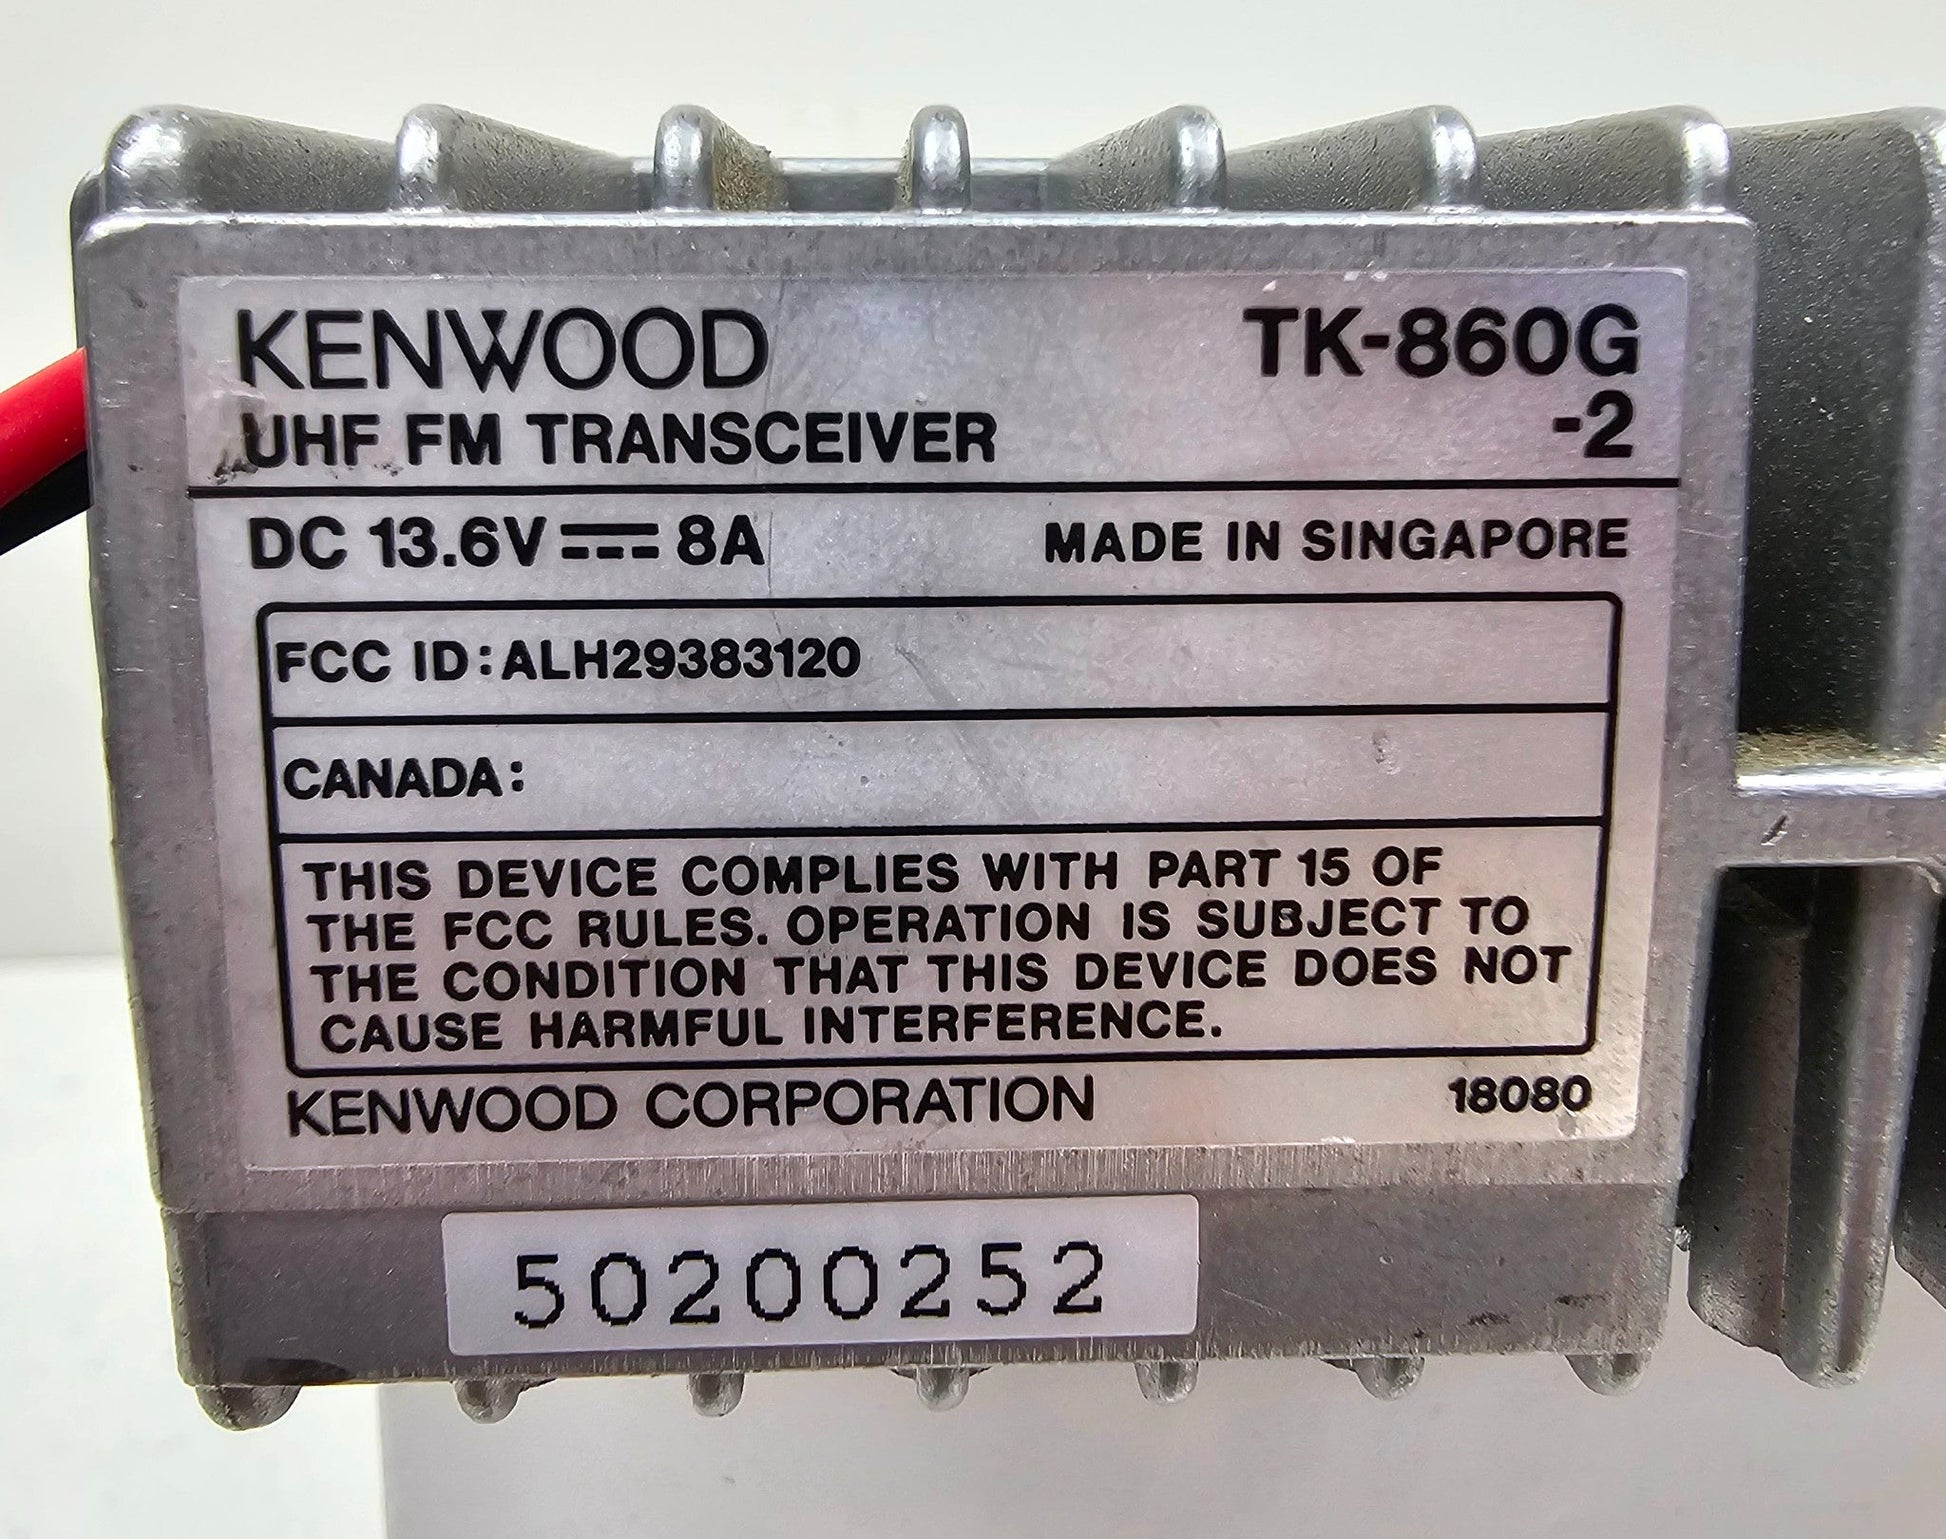 KENWOOD TK-860G
UHF FM TRANSCEIVER -2
DC 13.6V ⎓ 8A MADE IN SINGAPORE
FCC ID:ALH29383120
CANADA:
THIS DEVICE COMPLIES WITH PART 15 OF
THE FCC RULES. OPERATION IS SUBJECT TO
THE CONDITION THAT THIS DEVICE DOES NOT
CAUSE HARMFUL INTERFERENCE.
KENWOOD CORPORATION 18080
50200252